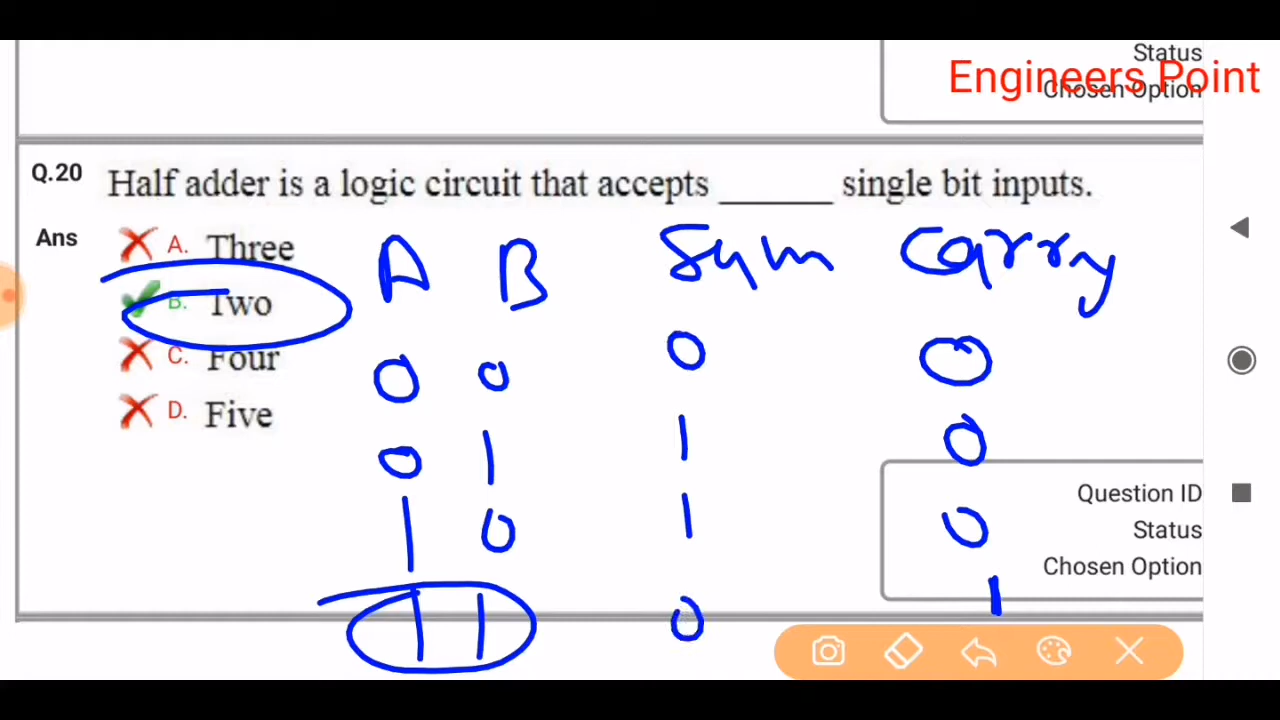 Status
Engineers Point
Chosen Option
Q.20 Half adder is a logic circuit that accepts ______ single bit inputs.
Ans A. Three
B. Two
C. Four
D. Five
A B Sum Carry
0 0 0 0
0 1 1 0
1 0 1 0
1 1 0 1
Question ID
Status
Chosen Option